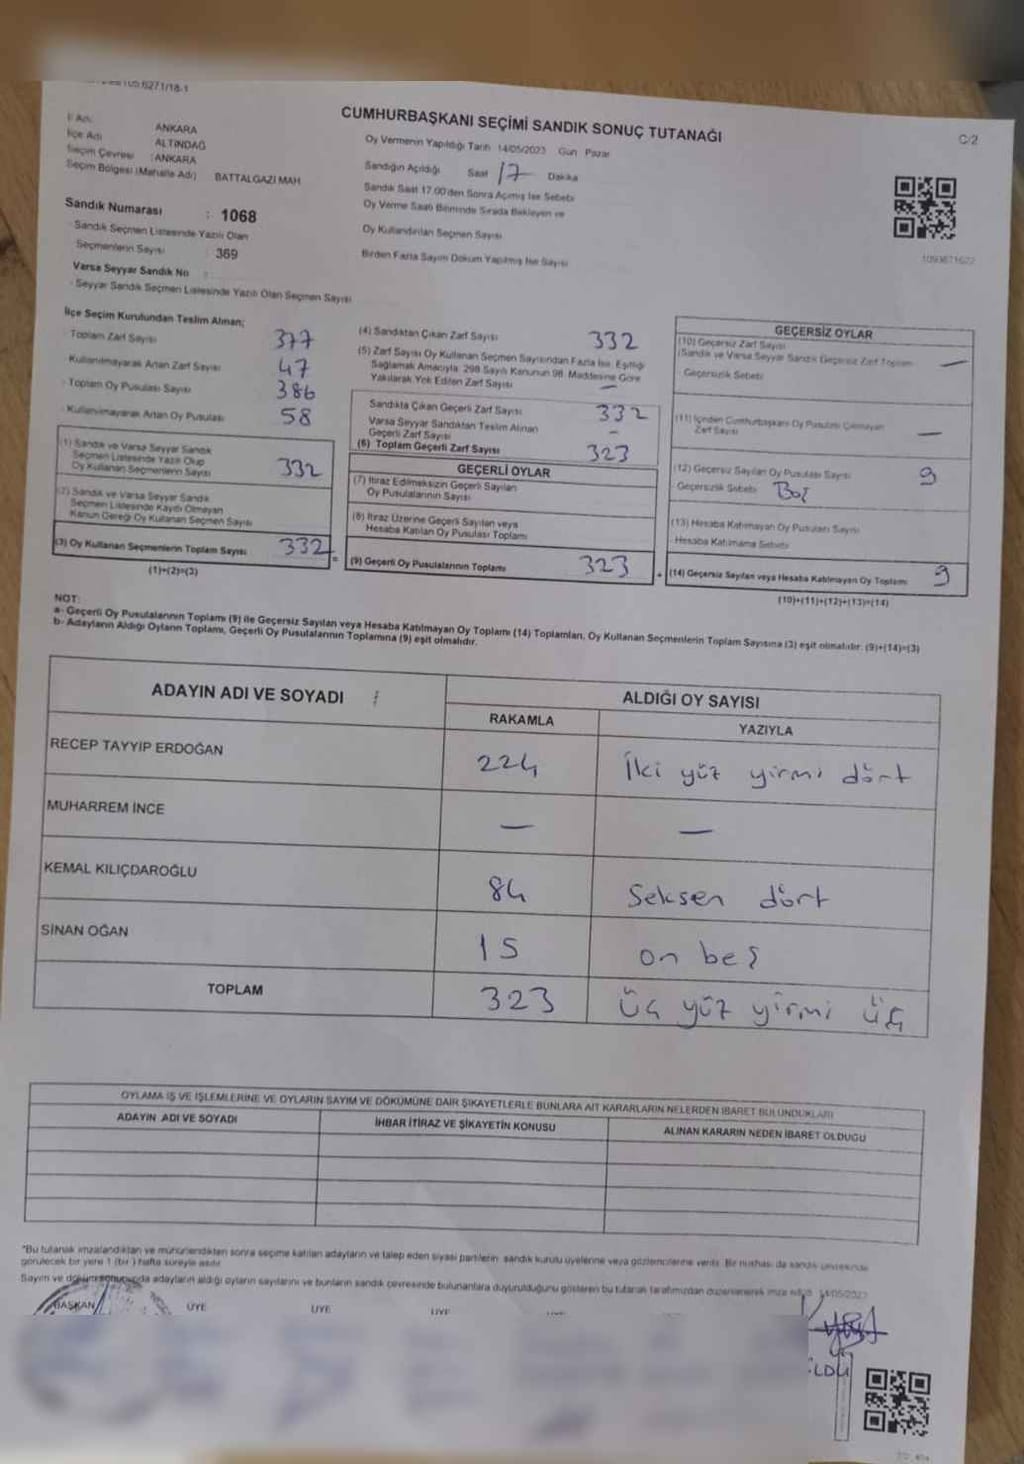 6271/18-1
CUMHURBAŞKANI SEÇİMİ SANDIK SONUÇ TUTANAĞI
C/2
İl Adı ANKARA
İlçe Adı ALTINDAĞ
Seçim Çevresi : ANKARA
Seçim Bölgesi (Mahalle Adı) BATTALGAZİ MAH
Sandık Numarası : 1068
Sandık Seçmen Listesinde Yazılı Olan
Seçmenlerin Sayısı : 369
Varsa Seyyar Sandık No :
Seyyar Sandık Seçmen Listesinde Yazılı Olan Seçmen Sayısı
Oy Vermenin Yapıldığı Tarih 14/05/2023 Gün Pazar
Sandığın Açıldığı Saat 17 Dakika
Sandık Saat 17.00'den Sonra Açılmış İse Sebebi
Oy Verme Saati Bitiminde Sırada Bekleyen ve
Oy Kullandırılan Seçmen Sayısı
Birden Fazla Sayım Döküm Yapılmış İse Sayısı
İlçe Seçim Kurulundan Teslim Alınan;
Toplam Zarf Sayısı 377
Kullanılmayarak Artan Zarf Sayısı 47
Toplam Oy Pusulası Sayısı 386
Kullanılmayarak Artan Oy Pusulası 58
(1) Sandık ve Varsa Seyyar Sandık
Seçmen Listesinde Yazılı Olup
Oy Kullanan Seçmenlerin Sayısı 332
(2) Sandık ve Varsa Seyyar Sandık
Seçmen Listesinde Kayıtlı Olmayan
Kanun Gereği Oy Kullanan Seçmen Sayısı
(3) Oy Kullanan Seçmenlerin Toplam Sayısı 332 =
(1)+(2)=(3)
(4) Sandıktan Çıkan Zarf Sayısı 332
(5) Zarf Sayısı Oy Kullanan Seçmen Sayısından Fazla İse, Eşitliği
Sağlamak Amacıyla 298 Sayılı Kanunun 98. Maddesine Göre
Yakılarak Yok Edilen Zarf Sayısı —
Sandıkta Çıkan Geçerli Zarf Sayısı 332
Varsa Seyyar Sandıktan Teslim Alınan
Geçerli Zarf Sayısı —
(6) Toplam Geçerli Zarf Sayısı 323
GEÇERLİ OYLAR
(7) İtiraz Edilmeksizin Geçerli Sayılan
Oy Pusulalarının Sayısı
(8) İtiraz Üzerine Geçerli Sayılan veya
Hesaba Katılan Oy Pusulası Toplamı
(9) Geçerli Oy Pusulalarının Toplamı 323 +
GEÇERSİZ OYLAR
(10) Geçersiz Zarf Sayısı
(Sandık ve Varsa Seyyar Sandık Geçersiz Zarf Toplamı —
Geçersizlik Sebebi
(11) İçinden Cumhurbaşkanı Oy Pusulası Çıkmayan
Zarf Sayısı —
(12) Geçersiz Sayılan Oy Pusulası Sayısı 9
Geçersizlik Sebebi Boş
(13) Hesaba Katılmayan Oy Pusulası Sayısı
Hesaba Katılmama Sebebi
(14) Geçersiz Sayılan veya Hesaba Katılmayan Oy Toplamı 9
(10)+(11)+(12)+(13)=(14)
NOT:
a- Geçerli Oy Pusulalarının Toplamı (9) ile Geçersiz Sayılan veya Hesaba Katılmayan Oy Toplamı (14) Toplamları, Oy Kullanan Seçmenlerin Toplam Sayısına (3) eşit olmalıdır. (9)+(14)=(3)
b- Adayların Aldığı Oyların Toplamı, Geçerli Oy Pusulalarının Toplamına (9) eşit olmalıdır.
ADAYIN ADI VE SOYADI ALDIĞI OY SAYISI
RAKAMLA YAZIYLA
RECEP TAYYIP ERDOĞAN 224 İki yüz yirmi dört
MUHARREM İNCE — —
KEMAL KILIÇDAROĞLU 84 Seksen dört
SİNAN OĞAN 15 on beş
TOPLAM 323 üç yüz yirmi üç
OYLAMA İŞ VE İŞLEMLERİNE VE OYLARIN SAYIM VE DÖKÜMÜNE DAİR ŞİKAYETLERLE BUNLARA AİT KARARLARIN NELERDEN İBARET BULUNDUKLARI
ADAYIN ADI VE SOYADI İHBAR İTİRAZ VE ŞİKAYETİN KONUSU ALINAN KARARIN NEDEN İBARET OLDUĞU
*Bu tutanak imzalandıktan ve mühürlendikten sonra seçime katılan adayların ve talep eden siyasi partilerin sandık kurulu üyelerine veya gözlemcilerine verilir. Bir nüshası da sandık çevresinde
görülecek bir yere 1 (bir) hafta süreyle asılır
Sayım ve döküm sonucunda adayların aldığı oyların sayılarını ve bunların sandık çevresinde bulunanlara duyurulduğunu gösteren bu tutanak tarafımızdan düzenlenerek imza edildi. 14/05/2023
BAŞKAN ÜYE ÜYE ÜYE